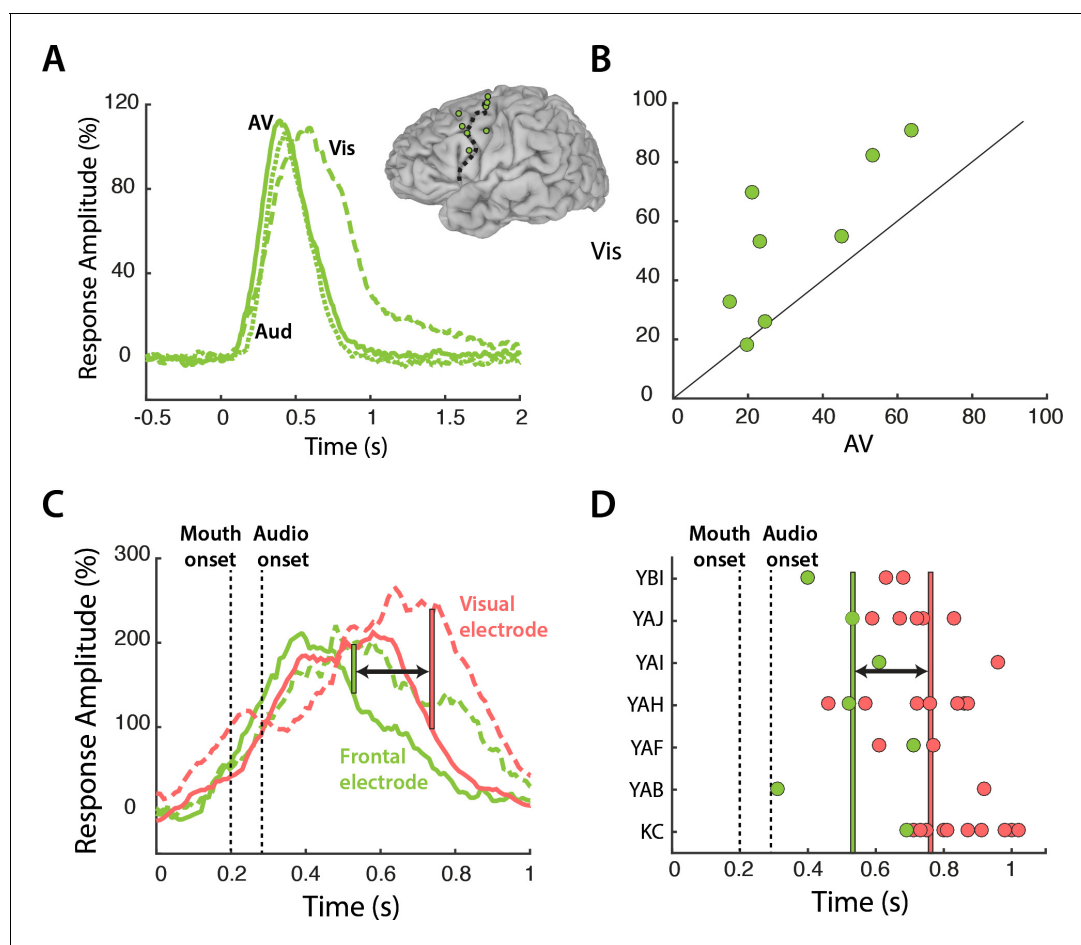 A
Response Amplitude (%)
120
80
40
0
AV
Vis
Aud
-0.5
0
0.5
1
1.5
2
Time (s)
B
100
80
60
40
20
0
Vis
0
20
40
60
80
100
AV
C
Mouth onset
Audio onset
Response Amplitude (%)
300
200
100
0
Visual
electrode
Frontal
electrode
0
0.2
0.4
0.6
0.8
1
Time (s)
D
Mouth onset
Audio onset
YBI
YAJ
YAI
YAH
YAF
YAB
KC
0
0.2
0.4
0.6
0.8
1
Time (s)